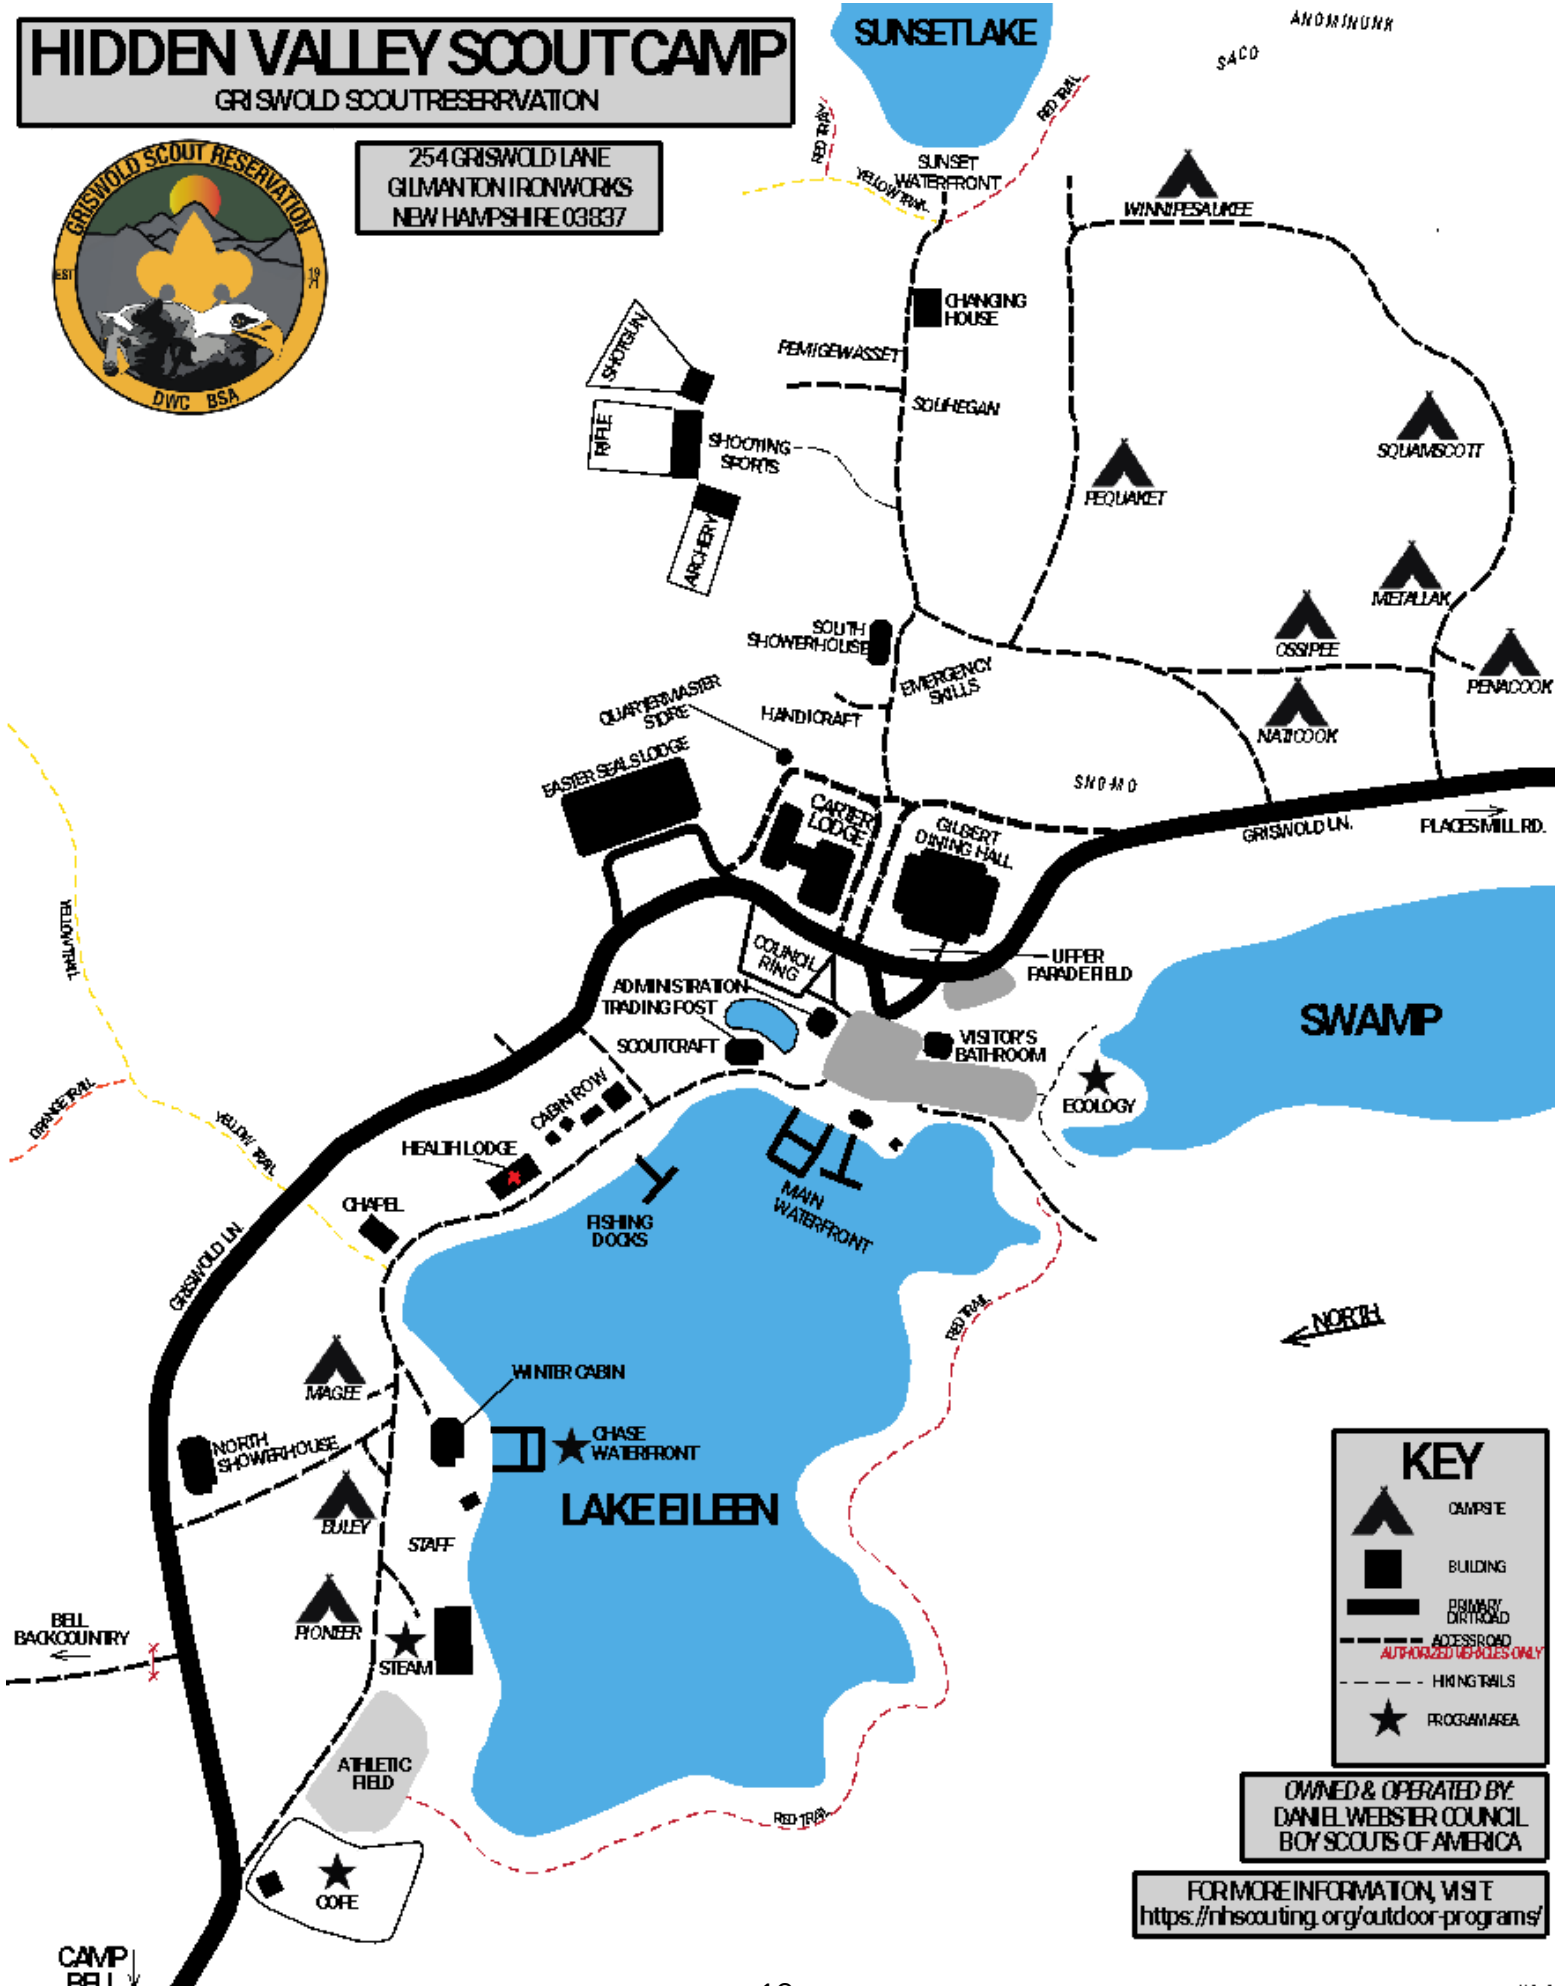 HIDDEN VALLEY SCOUT CAMP
GRISWOLD SCOUT RESERRVATION
254 GRISWOLD LANE
GILMANTON IRONWORKS
NEW HAMPSHIRE 03837
GRISWOLD SCOUT RESERVATION
EST
19
71
DWC BSA
SUNSET LAKE
ANOMINUNK
SACO
RED TRAIL
RED TRAIL
YELLOW TRAIL
SUNSET
WATERFRONT
WINNIPESAUKEE
CHANGING
HOUSE
PEMIGEWASSET
SOUHEGAN
SHOTGUN
RIFLE
SHOOTING
SPORTS
ARCHERY
SQUAMSCOTT
PEQUAKET
METALLAK
OSSIPEE
PENACOOK
NATICOOK
SOUTH
SHOWERHOUSE
EMERGENCY
SKILLS
HANDICRAFT
QUARTERMASTER
STORE
EASTER SEALS LODGE
CARTER
LODGE
GILBERT
DINING HALL
SNOMO
GRISWOLD LN.
PLACES MILL RD.
COUNCIL
RING
UPPER
PARADE FIELD
ADMINISTRATION
TRADING POST
SCOUTCRAFT
VISITOR'S
BATHROOM
SWAMP
ECOLOGY
YELLOW TRAIL
ORANGE TRAIL
YELLOW TRAIL
CABIN ROW
HEALTH LODGE
CHAPEL
FISHING
DOCKS
MAIN
WATERFRONT
GRISWOLD LN.
RED TRAIL
NORTH
MAGEE
WINTER CABIN
NORTH
SHOWERHOUSE
CHASE
WATERFRONT
LAKE EILEEN
BULEY
STAFF
PIONEER
STEAM
BELL
BACKCOUNTRY
ATHLETIC
FIELD
RED TRAIL
COPE
CAMP
BELL
KEY
CAMPSITE
BUILDING
PRIMARY
DIRT ROAD
ACCESS ROAD
AUTHORIZED VEHICLES ONLY
HIKING TRAILS
PROGRAM AREA
OWNED & OPERATED BY:
DANIEL WEBSTER COUNCIL
BOY SCOUTS OF AMERICA
FOR MORE INFORMATION, VISIT
https://nhscouting.org/outdoor-programs/